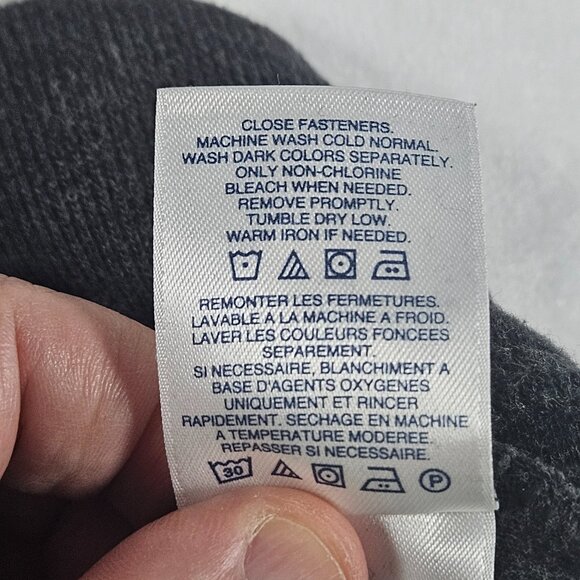 CLOSE FASTENERS.
MACHINE WASH COLD NORMAL.
WASH DARK COLORS SEPARATELY.
ONLY NON-CHLORINE
BLEACH WHEN NEEDED.
REMOVE PROMPTLY.
TUMBLE DRY LOW.
WARM IRON IF NEEDED.
REMONTER LES FERMETURES.
LAVABLE A LA MACHINE A FROID.
LAVER LES COULEURS FONCEES
SEPAREMENT.
SI NECESSAIRE, BLANCHIMENT A
BASE D'AGENTS OXYGENES
UNIQUEMENT ET RINCER
RAPIDEMENT. SECHAGE EN MACHINE
A TEMPERATURE MODEREE.
REPASSER SI NECESSAIRE.
30 P